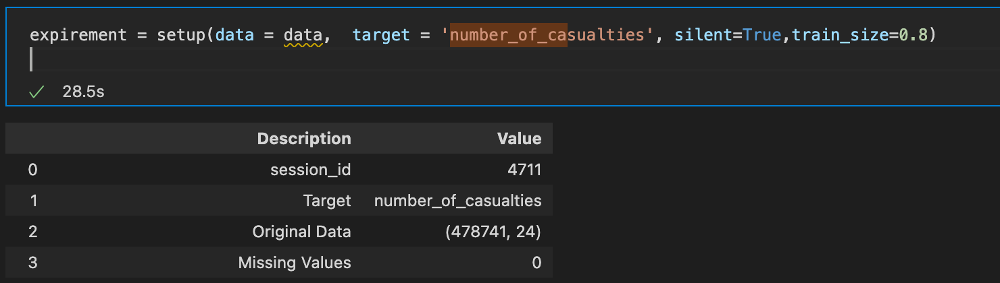 expirement = setup(data = data,  target = 'number_of_casualties', silent=True,train_size=0.8)
✓ 28.5s
Description Value
0 session_id 4711
1 Target number_of_casualties
2 Original Data (478741, 24)
3 Missing Values 0